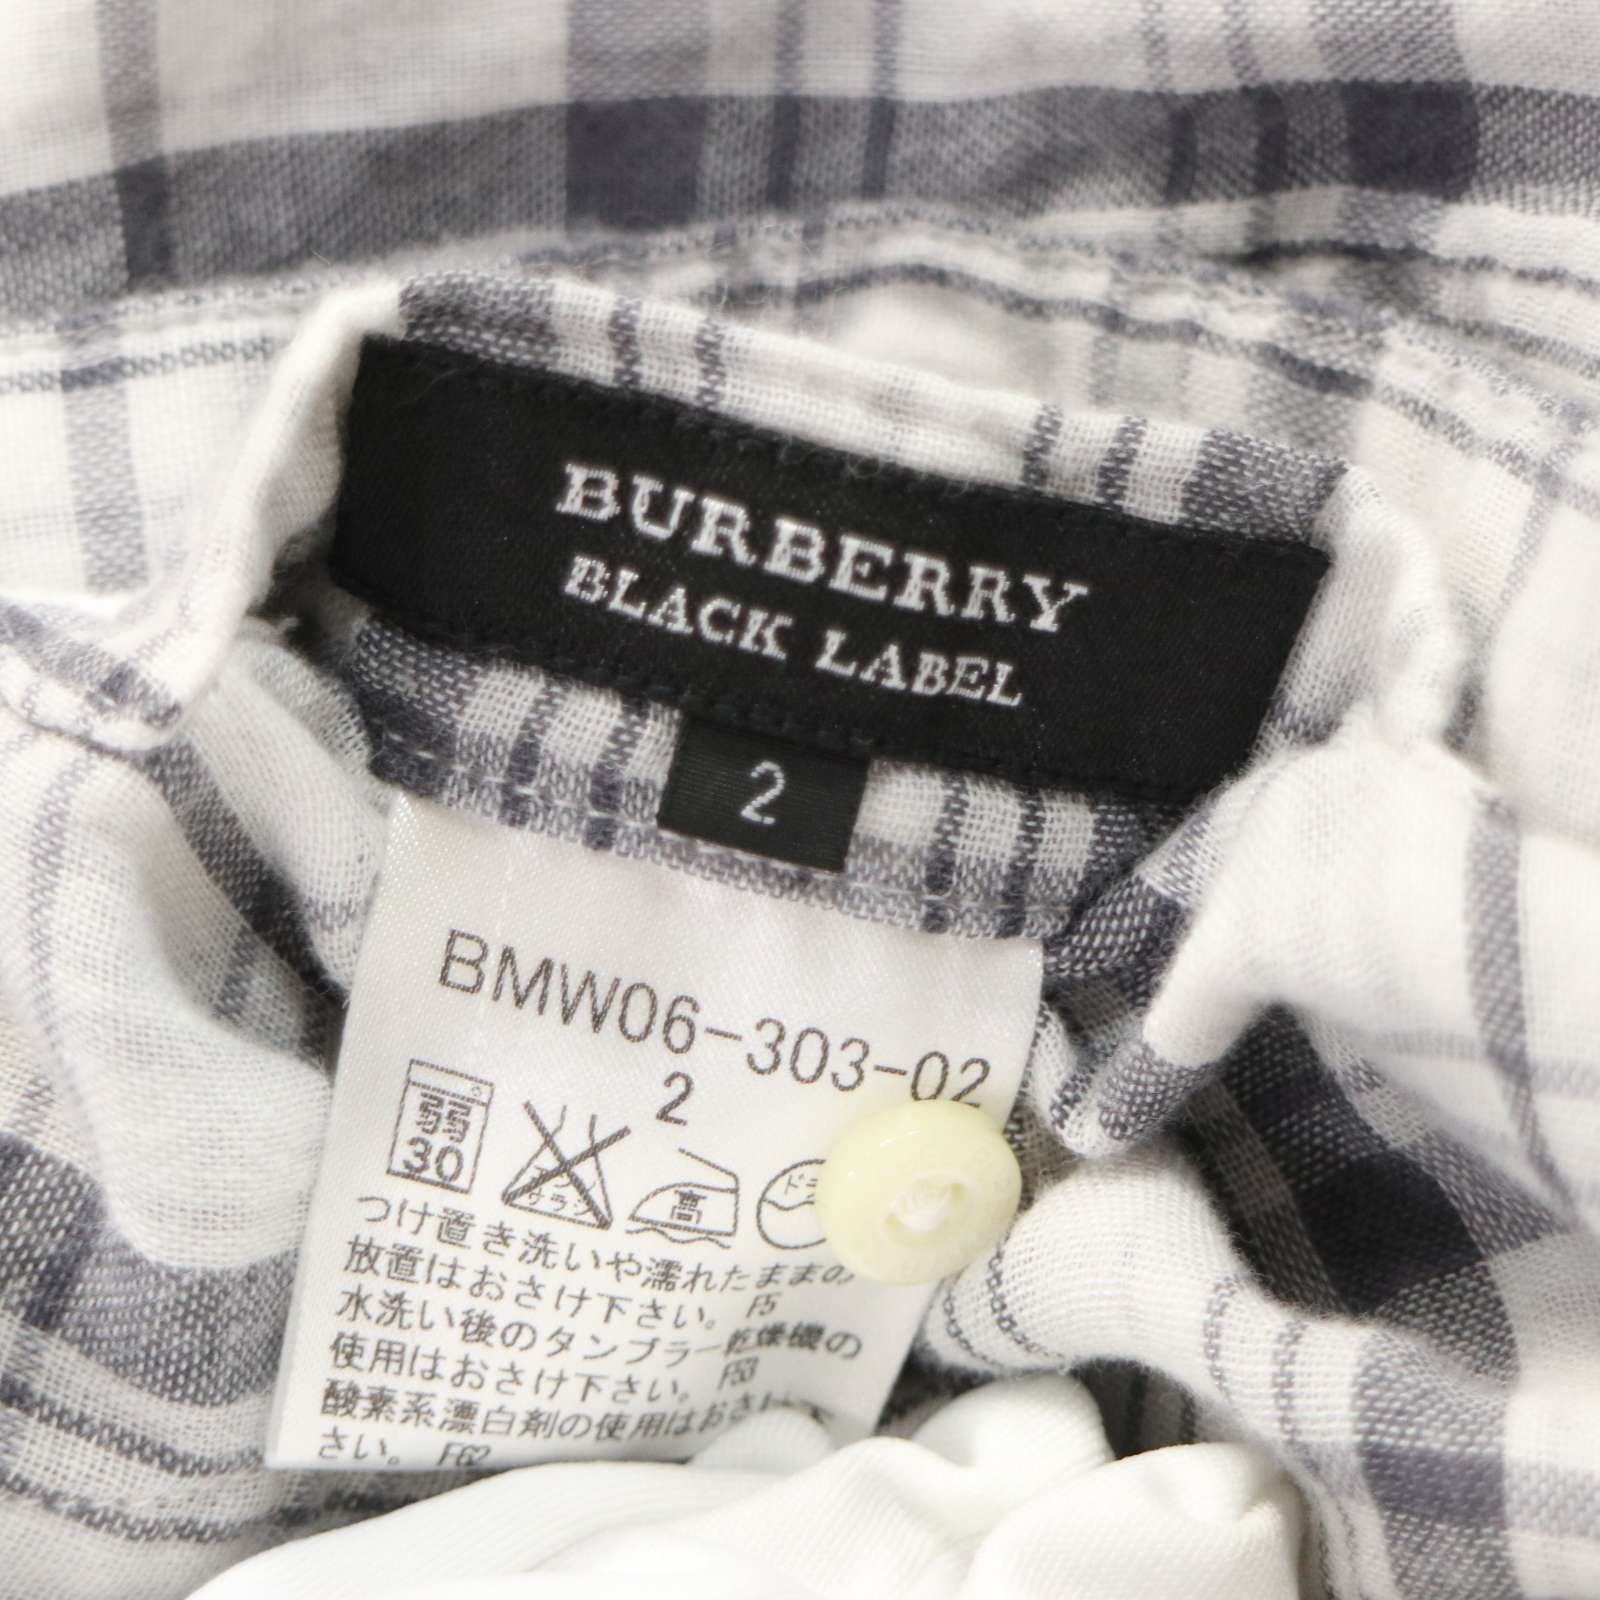 BURBERRY
BLACK LABEL
2
BMW06-303-02
2
弱
30
高
つけ置き洗いや濡れたままの
放置はおさけ下さい。 F5
水洗い後のタンブラー乾燥機の
使用はおさけ下さい。 F53
酸素系漂白剤の使用はおさけ下
さい。 F62